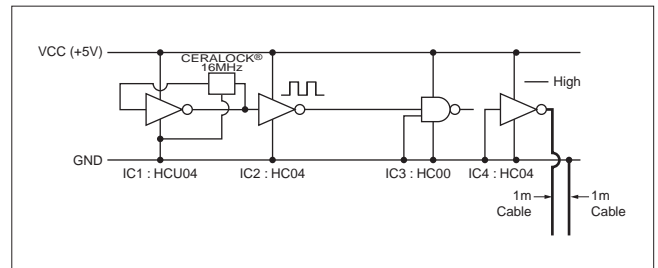 VCC (+5V)
CERALOCK®
16MHz
High
GND
IC1 : HCU04
IC2 : HC04
IC3 : HC00
IC4 : HC04
1m
Cable
1m
Cable